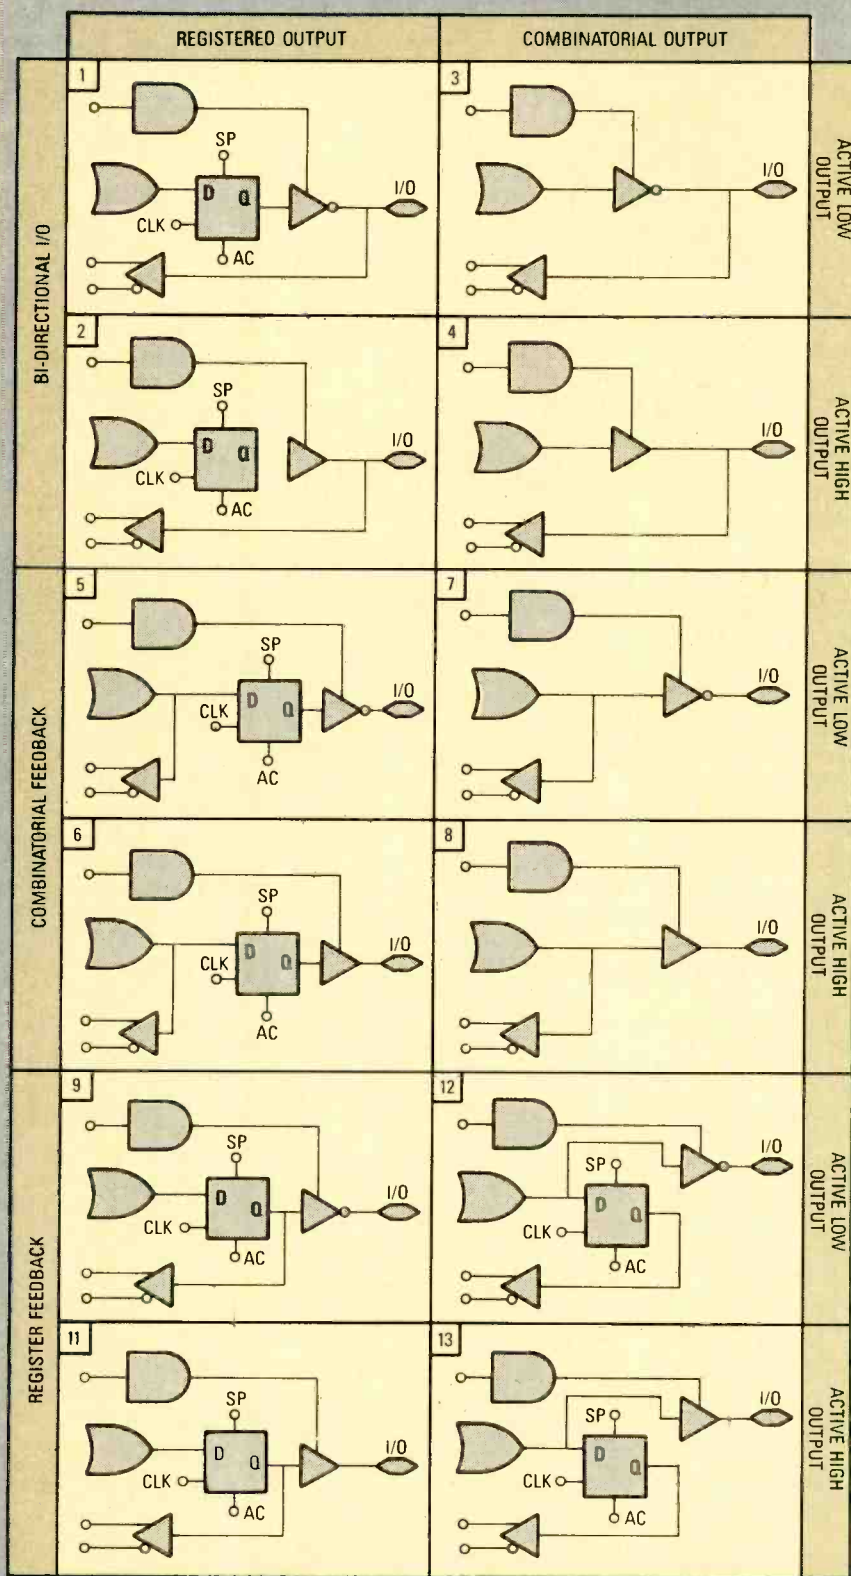 REGISTERED OUTPUT
COMBINATORIAL OUTPUT
BI-DIRECTIONAL I/O
1
SP
D Q
CLK
AC
I/O
3
I/O
ACTIVE LOW
OUTPUT
2
SP
D Q
CLK
AC
I/O
4
I/O
ACTIVE HIGH
OUTPUT
COMBINATORIAL FEEDBACK
5
SP
D Q
CLK
AC
I/O
7
I/O
ACTIVE LOW
OUTPUT
6
SP
D Q
CLK
AC
I/O
8
I/O
ACTIVE HIGH
OUTPUT
REGISTER FEEDBACK
9
SP
D Q
CLK
AC
I/O
12
SP
D Q
CLK
AC
I/O
ACTIVE LOW
OUTPUT
11
SP
D Q
CLK
AC
I/O
13
SP
D Q
CLK
AC
I/O
ACTIVE HIGH
OUTPUT